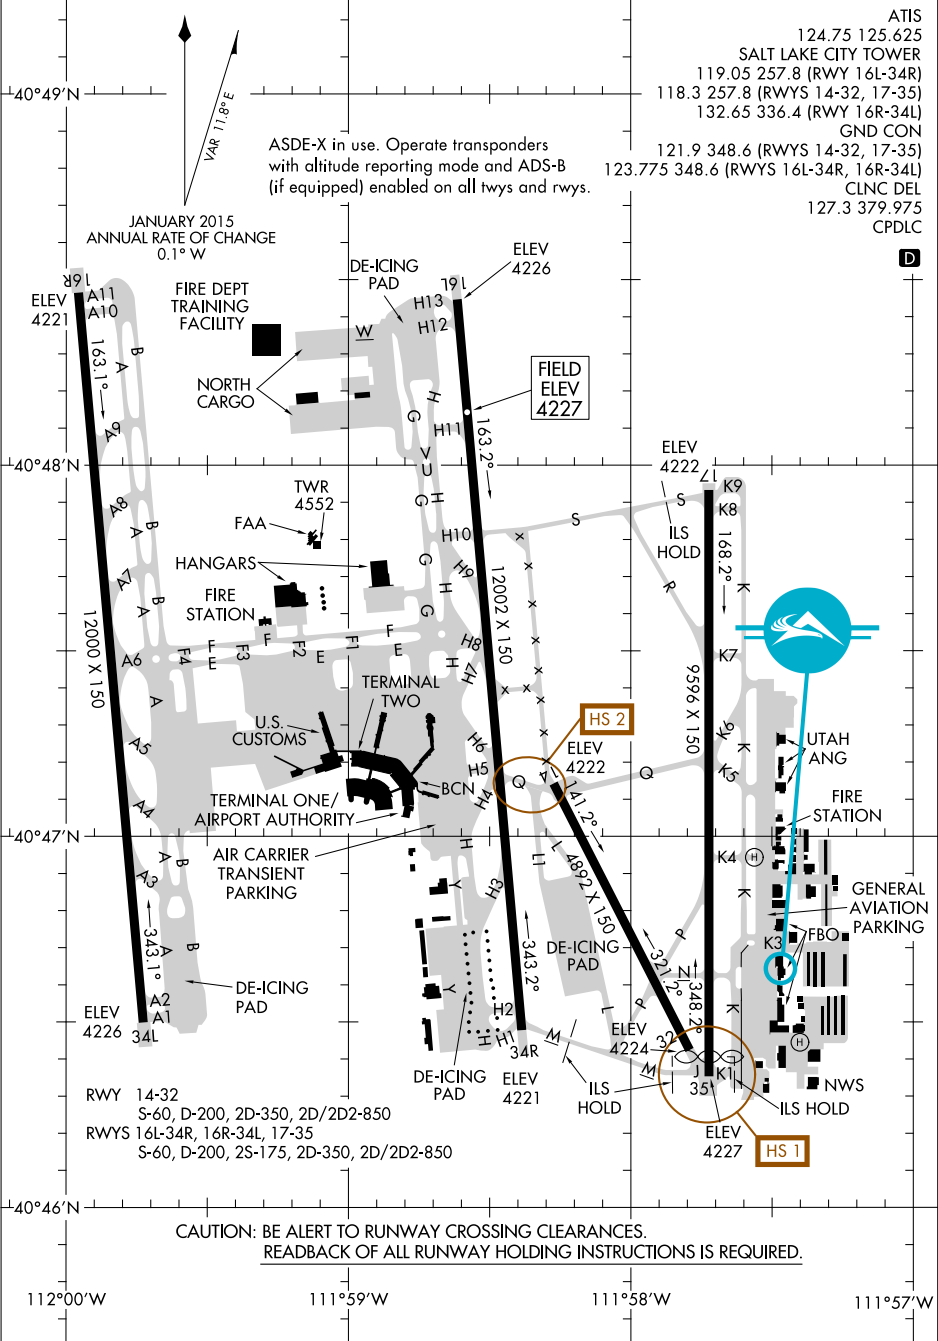 ATIS
124.75 125.625
SALT LAKE CITY TOWER
119.05 257.8 (RWY 16L-34R)
118.3 257.8 (RWYS 14-32, 17-35)
132.65 336.4 (RWY 16R-34L)
GND CON
121.9 348.6 (RWYS 14-32, 17-35)
123.775 348.6 (RWYS 16L-34R, 16R-34L)
CLNC DEL
127.3 379.975
CPDLC
D
40°49'N
VAR 11.8° E
ASDE-X in use. Operate transponders
with altitude reporting mode and ADS-B
(if equipped) enabled on all twys and rwys.
JANUARY 2015
ANNUAL RATE OF CHANGE
0.1° W
16R
ELEV
4221
A11
A10
163.1°
B
A
A9
FIRE DEPT
TRAINING
FACILITY
DE-ICING
PAD
W
NORTH
CARGO
16L
H13
H12
ELEV
4226
FIELD
ELEV
4227
H
G
H11
163.2°
V
U
G
H
40°48'N
ELEV
4222
17
K9
K8
ILS
HOLD
S
S
168.2°
R
K
TWR
4552
FAA
HANGARS
FIRE
STATION
A8
B
A
A7
B
A
H10
x
H9
G
H
G
12002 X 150
x
x
x
x
x
x
x
x
x
x
12000 X 150
A6
F4
F
E
F3
F
F2
E
F1
F
E
H8
H
H7
K7
9596 X 150
A
A5
TERMINAL
TWO
U.S.
CUSTOMS
H6
H5
H4
HS 2
ELEV
4222
Q
14
141.2°
Q
K6
K
K5
UTAH
ANG
BCN
TERMINAL ONE/
AIRPORT AUTHORITY
A4
FIRE
STATION
40°47'N
A
B
A3
AIR CARRIER
TRANSIENT
PARKING
H
Y
H3
L1
L
4892 X 150
K4
H
K
GENERAL
AVIATION
PARKING
343.1°
A
B
DE-ICING
PAD
343.2°
DE-ICING
PAD
321.2°
P
P
N
348.2°
K3
FBO
K
A2
A1
ELEV
4226
34L
Y
H2
H
H1
34R
L
M
M
ELEV
4224
32
J
K1
35
H
NWS
DE-ICING
PAD
ELEV
4221
ILS
HOLD
ILS HOLD
ELEV
4227
HS 1
RWY 14-32
S-60, D-200, 2D-350, 2D/2D2-850
RWYS 16L-34R, 16R-34L, 17-35
S-60, D-200, 2S-175, 2D-350, 2D/2D2-850
40°46'N
CAUTION: BE ALERT TO RUNWAY CROSSING CLEARANCES.
READBACK OF ALL RUNWAY HOLDING INSTRUCTIONS IS REQUIRED.
112°00'W
111°59'W
111°58'W
111°57'W